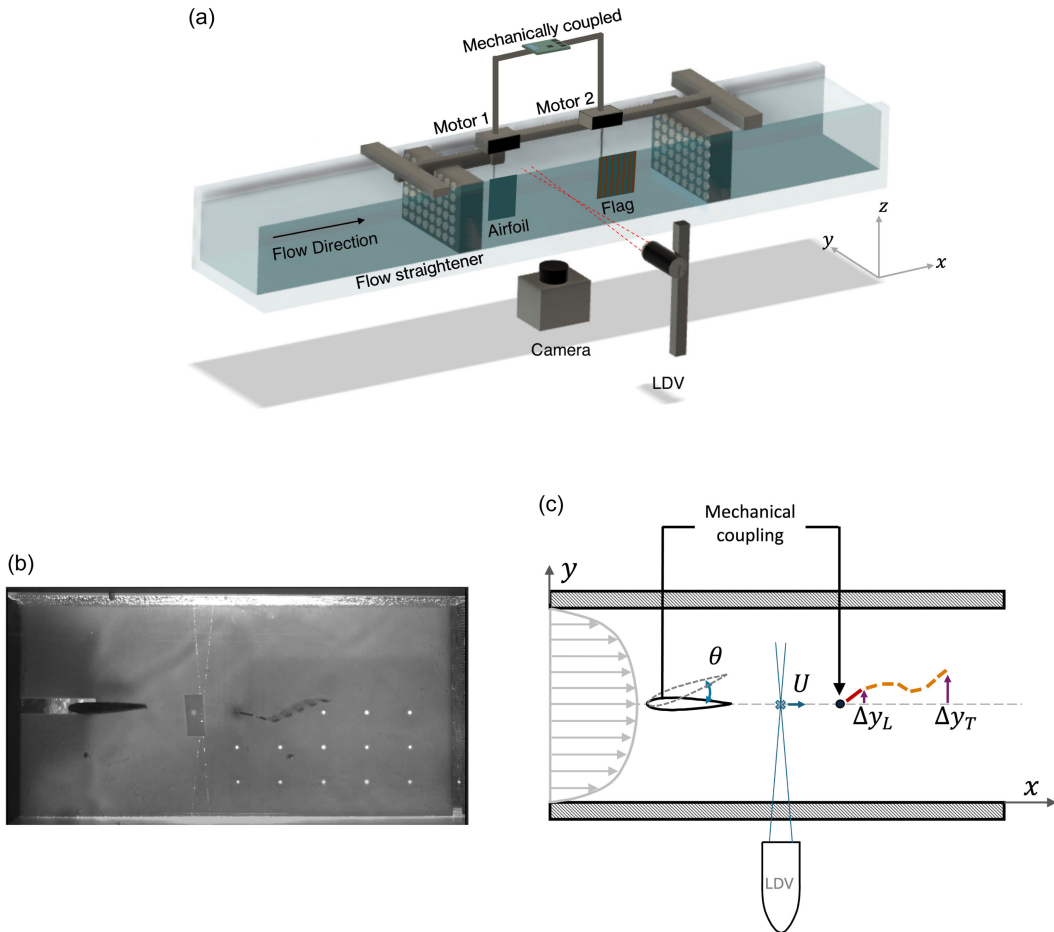 (a)
Mechanically coupled
Motor 1
Motor 2
Flow Direction
Airfoil
Flag
Flow straightener
Camera
LDV
z
y
x
(b)
(c)
Mechanical
coupling
y
θ
U
Δy_L
Δy_T
x
LDV